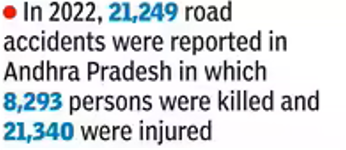 ● In 2022, 21,249 road
accidents were reported in
Andhra Pradesh in which
8,293 persons were killed and
21,340 were injured